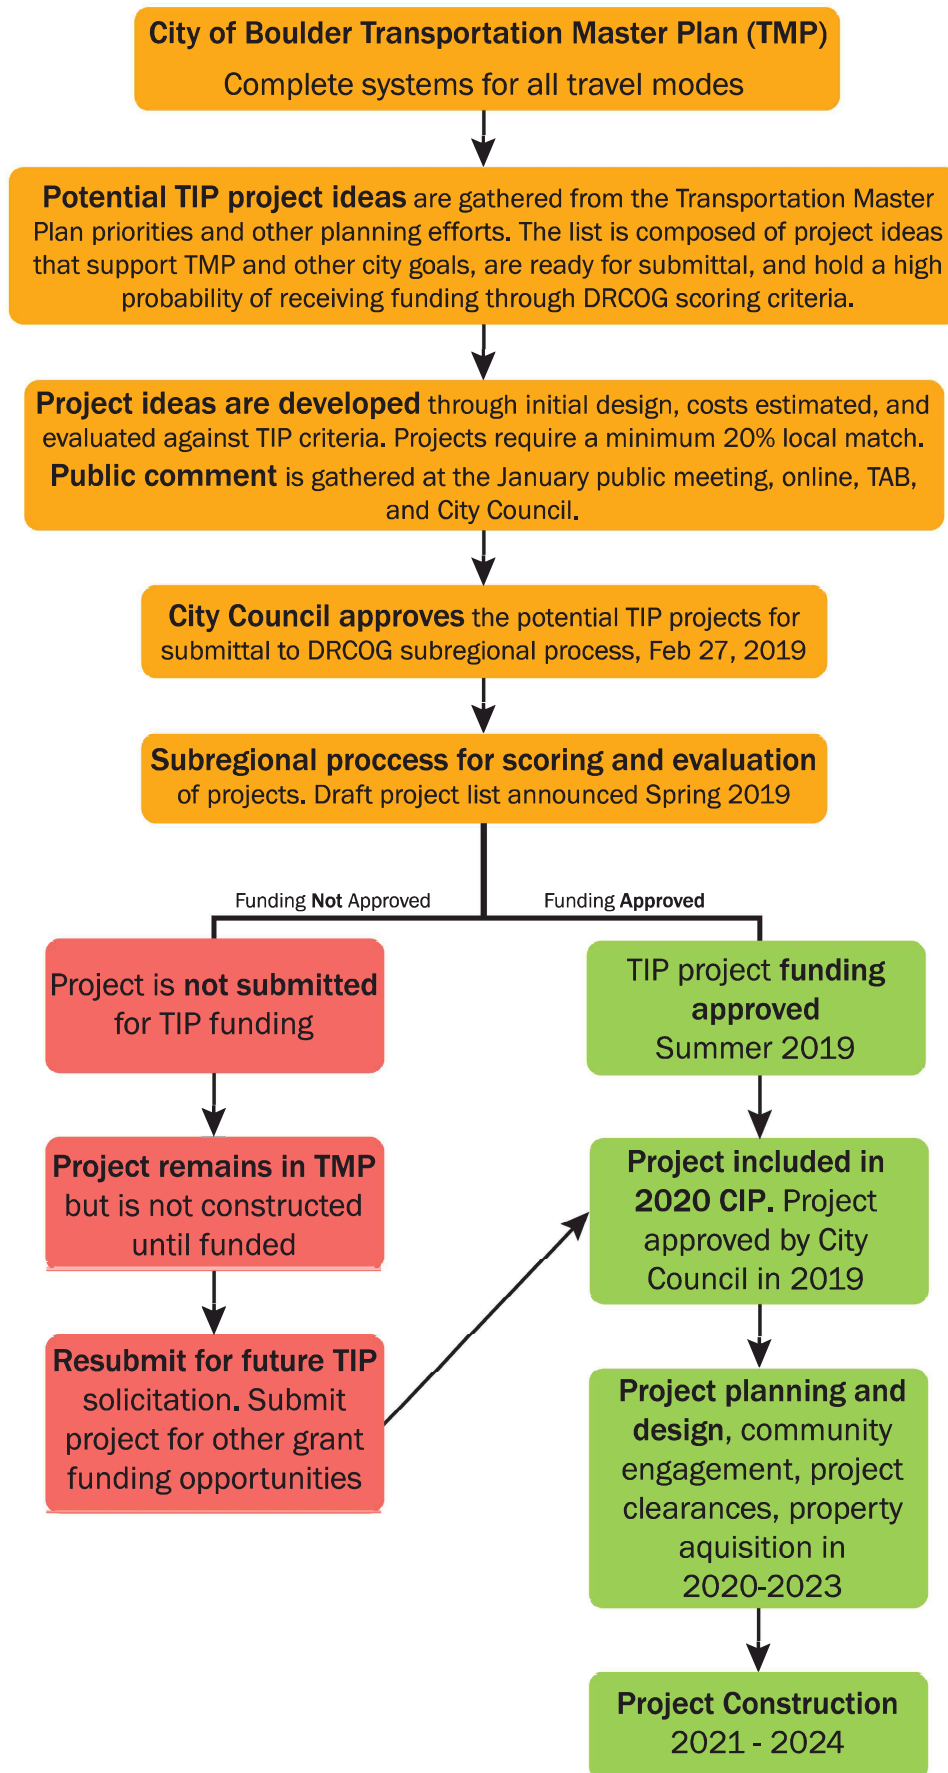 City of Boulder Transportation Master Plan (TMP)
Complete systems for all travel modes
Potential TIP project ideas are gathered from the Transportation Master
Plan priorities and other planning efforts. The list is composed of project ideas
that support TMP and other city goals, are ready for submittal, and hold a high
probability of receiving funding through DRCOG scoring criteria.
Project ideas are developed through initial design, costs estimated, and
evaluated against TIP criteria. Projects require a minimum 20% local match.
Public comment is gathered at the January public meeting, online, TAB,
and City Council.
City Council approves the potential TIP projects for
submittal to DRCOG subregional process, Feb 27, 2019
Subregional proccess for scoring and evaluation
of projects. Draft project list announced Spring 2019
Funding Not Approved
Funding Approved
Project is not submitted
for TIP funding
Project remains in TMP
but is not constructed
until funded
Resubmit for future TIP
solicitation. Submit
project for other grant
funding opportunities
TIP project funding
approved
Summer 2019
Project included in
2020 CIP. Project
approved by City
Council in 2019
Project planning and
design, community
engagement, project
clearances, property
aquisition in
2020-2023
Project Construction
2021 - 2024